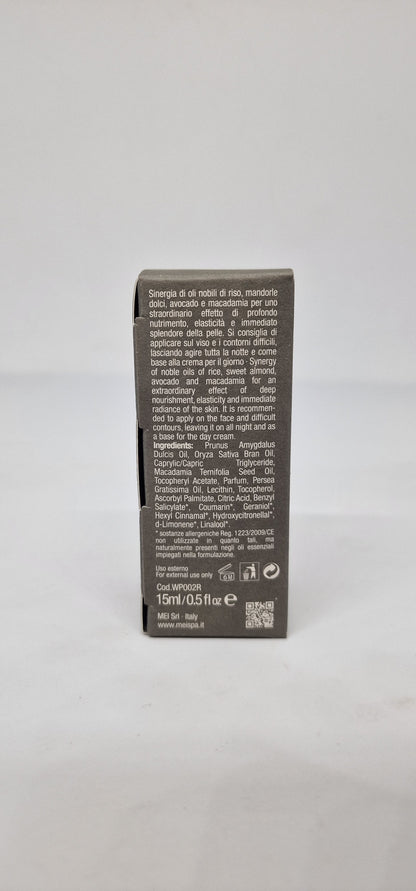 Sinergia di oli nobili di riso, mandorle
dolci, avocado e macadamia per uno
straordinario effetto di profondo
nutrimento, elasticità e immediato
splendore della pelle. Si consiglia di
applicare sul viso e i contorni difficili,
lasciando agire tutta la notte e come
base alla crema per il giorno - Synergy
of noble oils of rice, sweet almond,
avocado and macadamia for an
extraordinary effect of deep
nourishment, elasticity and immediate
radiance of the skin. It is recommen-
ded to apply on the face and difficult
contours, leaving it on all night and as
a base for the day cream.
Ingredients: Prunus Amygdalus
Dulcis Oil, Oryza Sativa Bran Oil,
Caprylic/Capric Triglyceride,
Macadamia Ternifolia Seed Oil,
Tocopheryl Acetate, Parfum, Persea
Gratissima Oil, Lecithin, Tocopherol,
Ascorbyl Palmitate, Citric Acid, Benzyl
Salicylate*, Coumarin*, Geraniol*,
Hexyl Cinnamal*, Hydroxycitronellal*,
d-Limonene*, Linalool*.
* sostanze allergeniche Reg. 1223/2009/CE
non utilizzate in quanto tali, ma
naturalmente presenti negli oli essenziali
impiegati nella formulazione.
Uso esterno
For external use only
6M
Cod.WP002R
15ml/0.5 fl oz e
MEI Srl - Italy
www.meispa.it